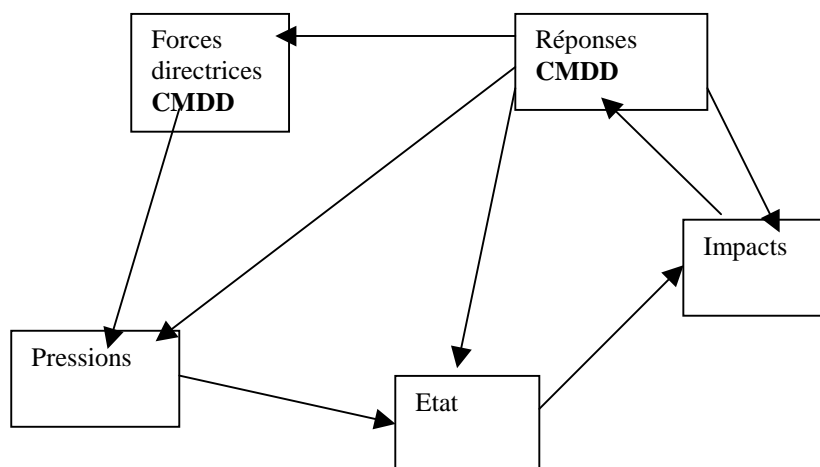 Forces
directrices
CMDD
Réponses
CMDD
Impacts
Pressions
Etat